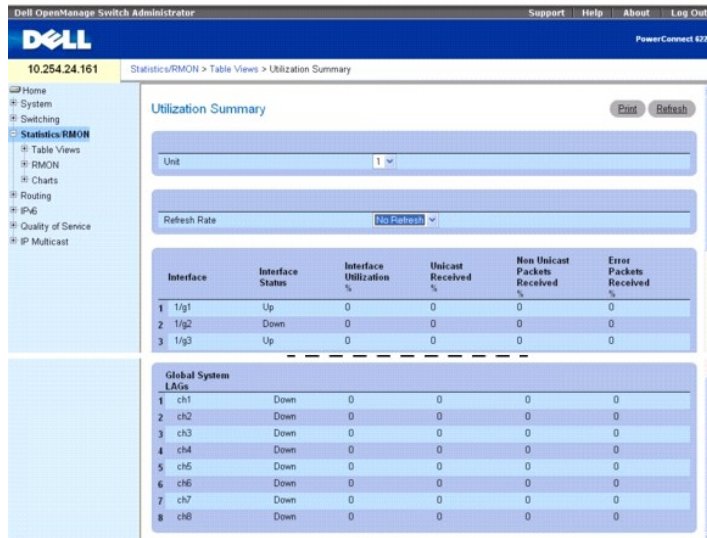 Dell OpenManage Switch Administrator Support Help About Log Out
DELL PowerConnect 622
10.254.24.161 Statistics/RMON > Table Views > Utilization Summary
Home
System
Switching
Statistics/RMON
Table Views
RMON
Charts
Routing
IPv6
Quality of Service
IP Multicast
Utilization Summary Print Refresh
Unit 1
Refresh Rate No Refresh
Interface Interface Status Interface Utilization % Unicast Received % Non Unicast Packets Received % Error Packets Received %
1 1/g1 Up 0 0 0 0
2 1/g2 Down 0 0 0 0
3 1/g3 Up 0 0 0 0
Global System LAGs
1 ch1 Down 0 0 0 0
2 ch2 Down 0 0 0 0
3 ch3 Down 0 0 0 0
4 ch4 Down 0 0 0 0
5 ch5 Down 0 0 0 0
6 ch6 Down 0 0 0 0
7 ch7 Down 0 0 0 0
8 ch8 Down 0 0 0 0